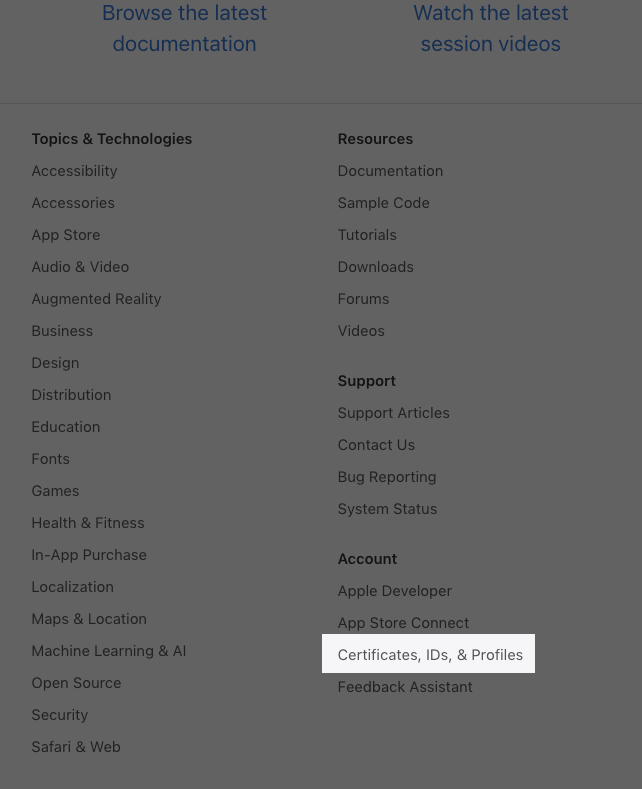 Browse the latest
documentation
Watch the latest
session videos
Topics & Technologies
Accessibility
Accessories
App Store
Audio & Video
Augmented Reality
Business
Design
Distribution
Education
Fonts
Games
Health & Fitness
In-App Purchase
Localization
Maps & Location
Machine Learning & AI
Open Source
Security
Safari & Web
Resources
Documentation
Sample Code
Tutorials
Downloads
Forums
Videos
Support
Support Articles
Contact Us
Bug Reporting
System Status
Account
Apple Developer
App Store Connect
Certificates, IDs, & Profiles
Feedback Assistant